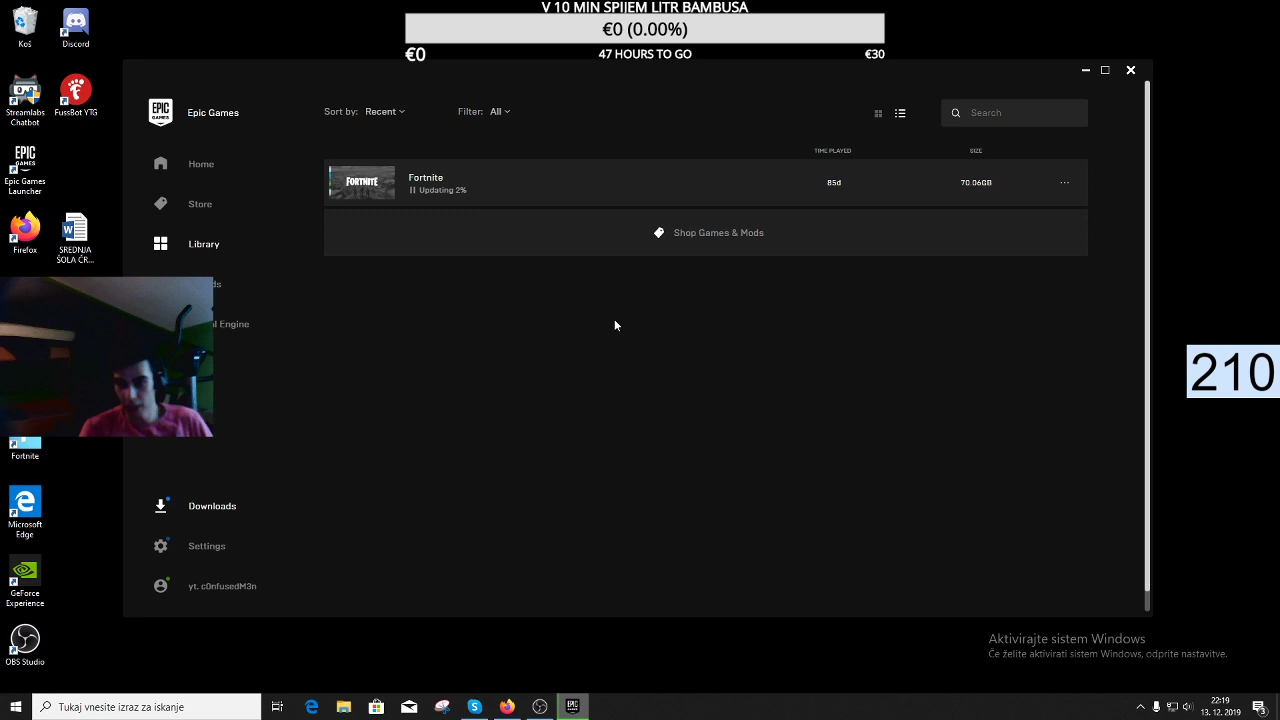 V 10 MIN SPIJEM LITR BAMBUSA
€0 (0.00%)
€0
47 HOURS TO GO
€30
Koš
Discord
Streamlabs
Chatbot
FussBot YTG
Epic Games
Launcher
Firefox
SREDNJA
ŠOLA ČR...
Fortnite
Microsoft
Edge
GeForce
Experience
OBS Studio
EPIC
GAMES
Epic Games
Home
Store
Library
ds
l Engine
Downloads
Settings
yt. c0nfusedM3n
Sort by: Recent
Filter: All
Search
TIME PLAYED
SIZE
FORTNITE
Fortnite
Updating 2%
85d
70.06GB
...
Shop Games & Mods
210
Aktivirajte sistem Windows
Če želite aktivirati sistem Windows, odprite nastavitve.
Tukaj vnesite izraz za iskanje
22:19
13. 12. 2019